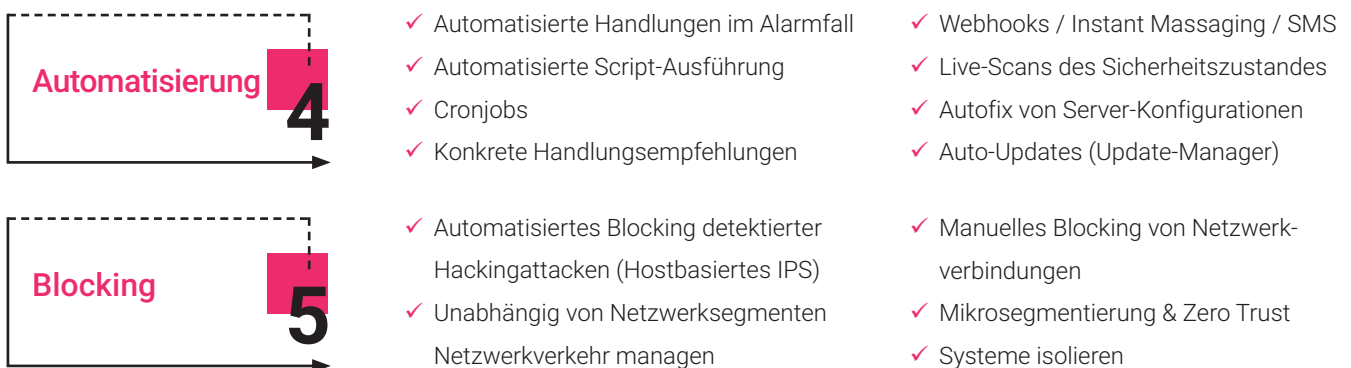 Automatisierung
4
Automatisierte Handlungen im Alarmfall
Automatisierte Script-Ausführung
Cronjobs
Konkrete Handlungsempfehlungen
Webhooks / Instant Massaging / SMS
Live-Scans des Sicherheitszustandes
Autofix von Server-Konfigurationen
Auto-Updates (Update-Manager)
Blocking
5
Automatisiertes Blocking detektierter
Hackingattacken (Hostbasiertes IPS)
Unabhängig von Netzwerksegmenten
Netzwerkverkehr managen
Manuelles Blocking von Netzwerk-
verbindungen
Mikrosegmentierung & Zero Trust
Systeme isolieren